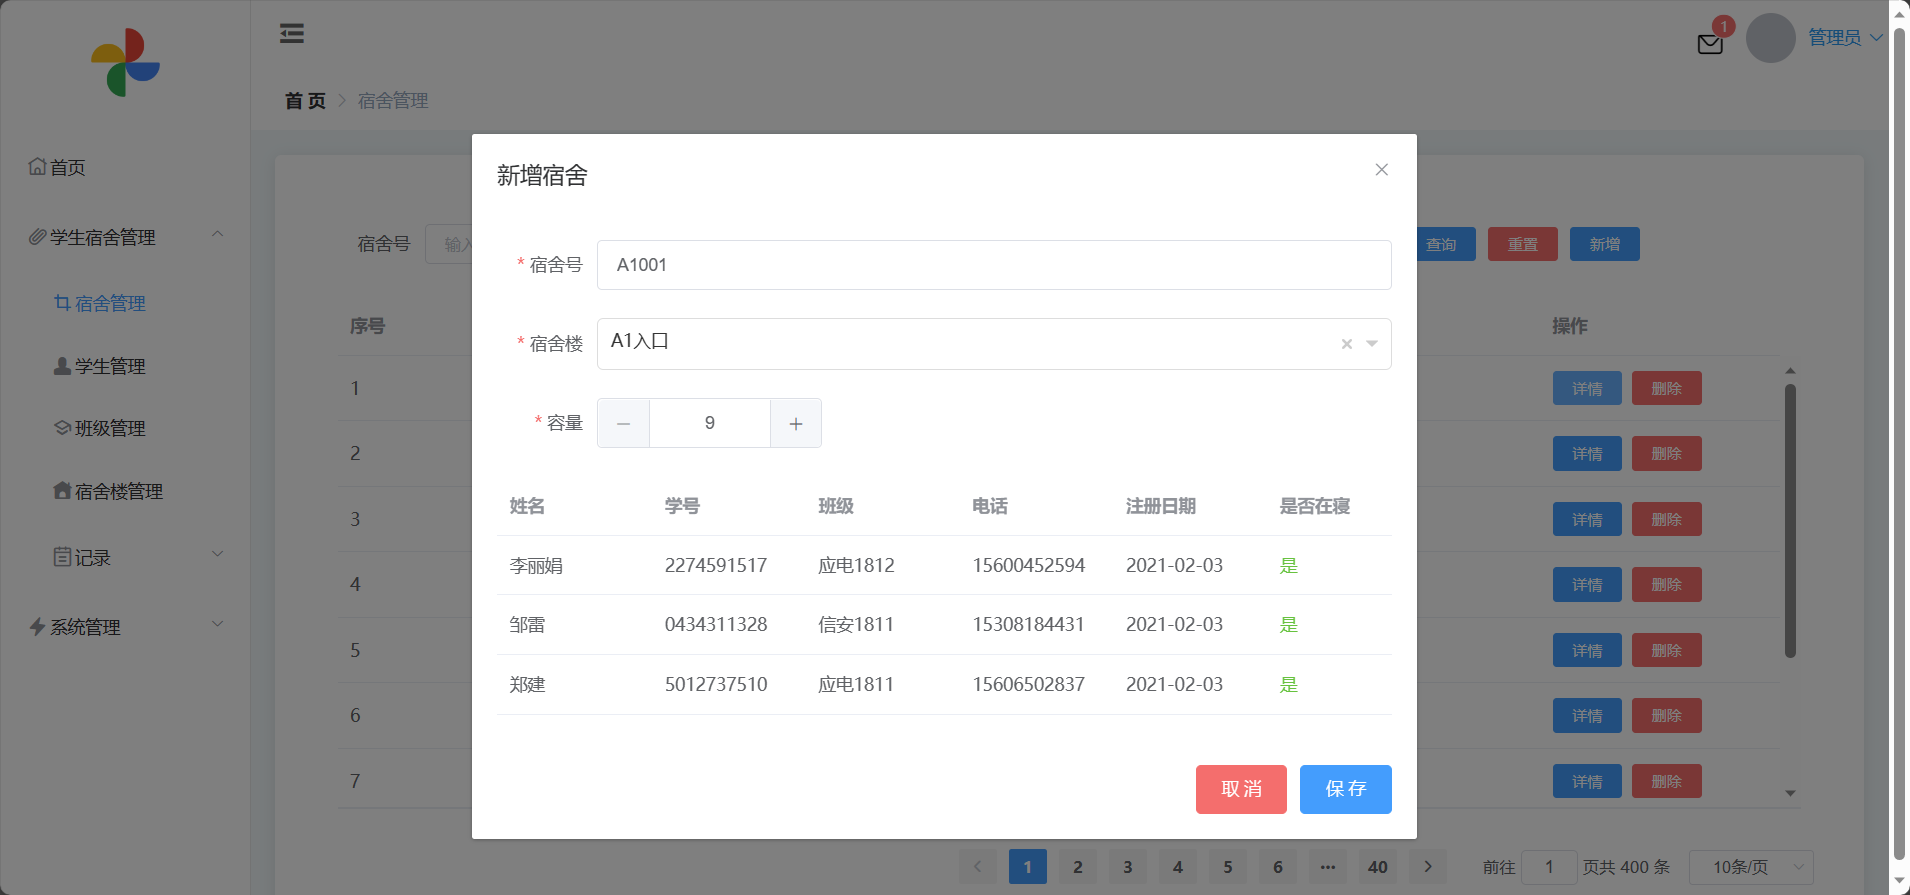 1
管理员
首 页
宿舍管理
首页
学生宿舍管理
宿舍管理
学生管理
班级管理
宿舍楼管理
记录
系统管理
宿舍号
输入
查询
重置
新增
序号
操作
1
详情
删除
2
详情
删除
3
详情
删除
4
详情
删除
5
详情
删除
6
详情
删除
7
详情
删除
新增宿舍
* 宿舍号
A1001
* 宿舍楼
A1入口
* 容量
9
姓名 学号 班级 电话 注册日期 是否在寝
李丽娟 2274591517 应电1812 15600452594 2021-02-03 是
邹雷 0434311328 信安1811 15308184431 2021-02-03 是
郑建 5012737510 应电1811 15606502837 2021-02-03 是
取消
保存
1 2 3 4 5 6 ··· 40
前往 1 页共 400 条
10条/页